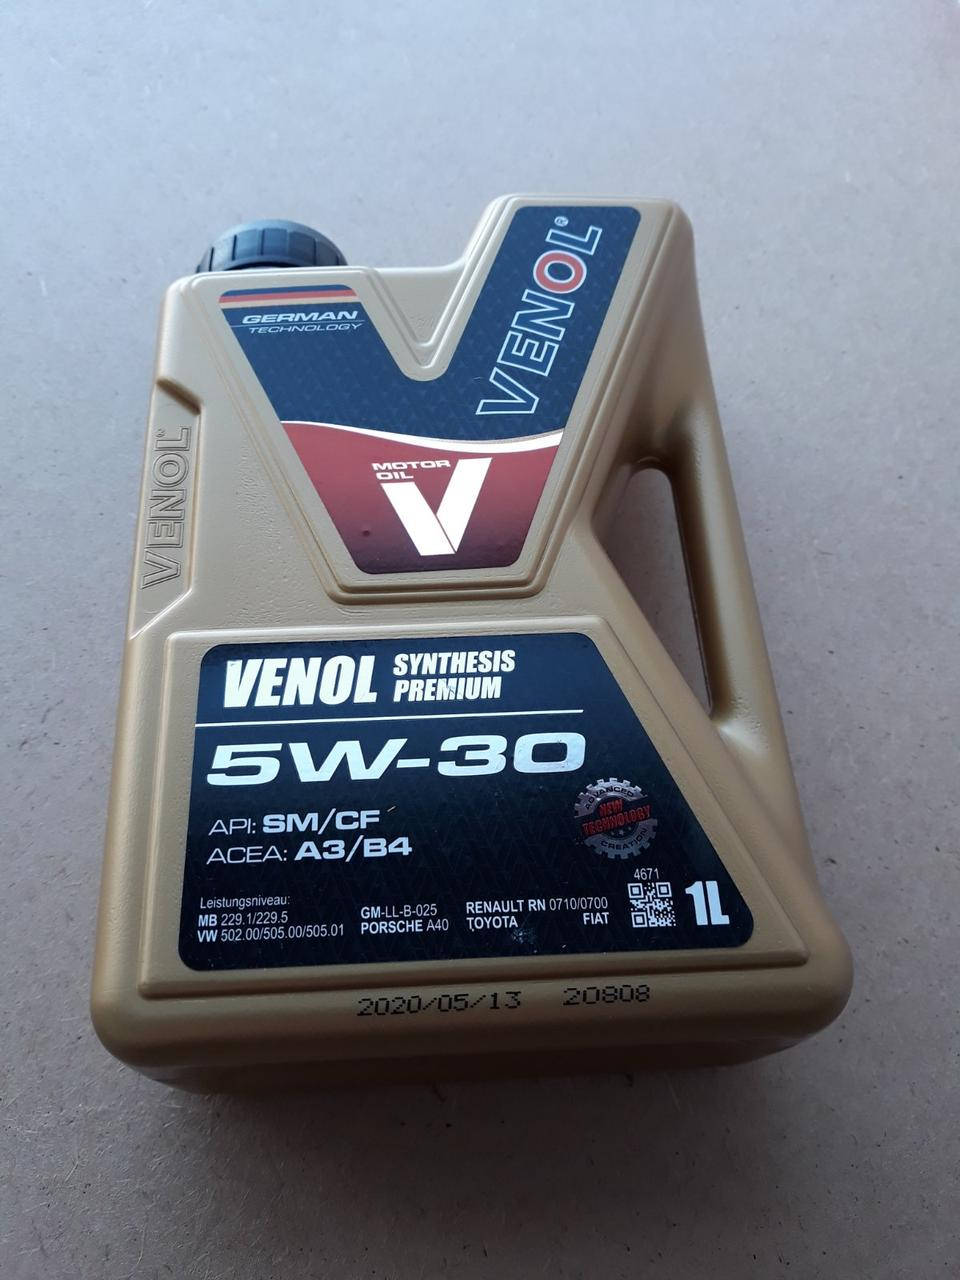 GERMAN
TECHNOLOGY
VENOL®
VENOL®
MOTOR
OIL
V
VENOL SYNTHESIS
PREMIUM
5W-30
API: SM/CF
ACEA: A3/B4
ADVANCED
NEW
TECHNOLOGY
CREATION
Leistungsniveau:
MB 229.1/229.5
VW 502.00/505.00/505.01
GM-LL-B-025
PORSCHE A40
RENAULT RN 0710/0700
TOYOTA FIAT
4671
1L
2020/05/13 20808